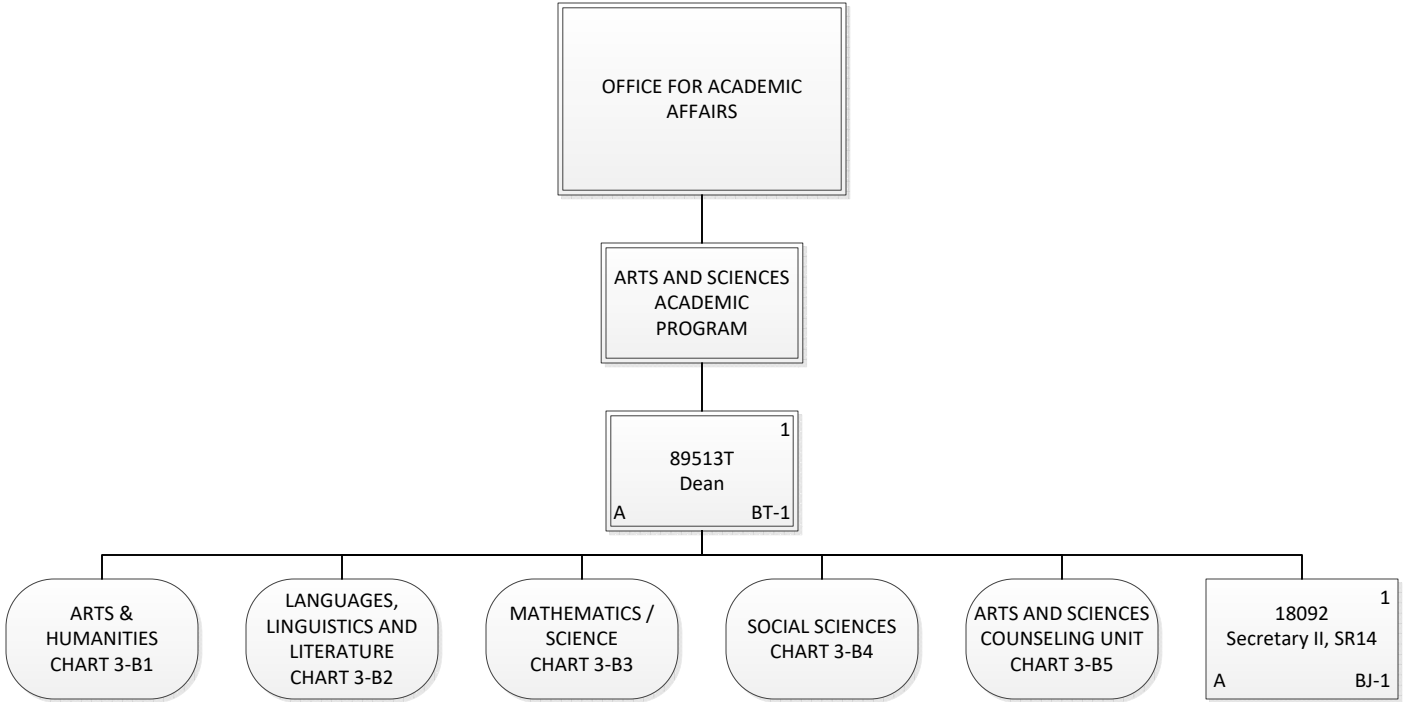 OFFICE FOR ACADEMIC
AFFAIRS
ARTS AND SCIENCES
ACADEMIC
PROGRAM
1
89513T
Dean
A
BT-1
ARTS &
HUMANITIES
CHART 3-B1
LANGUAGES,
LINGUISTICS AND
LITERATURE
CHART 3-B2
MATHEMATICS /
SCIENCE
CHART 3-B3
SOCIAL SCIENCES
CHART 3-B4
ARTS AND SCIENCES
COUNSELING UNIT
CHART 3-B5
1
18092
Secretary II, SR14
A
BJ-1